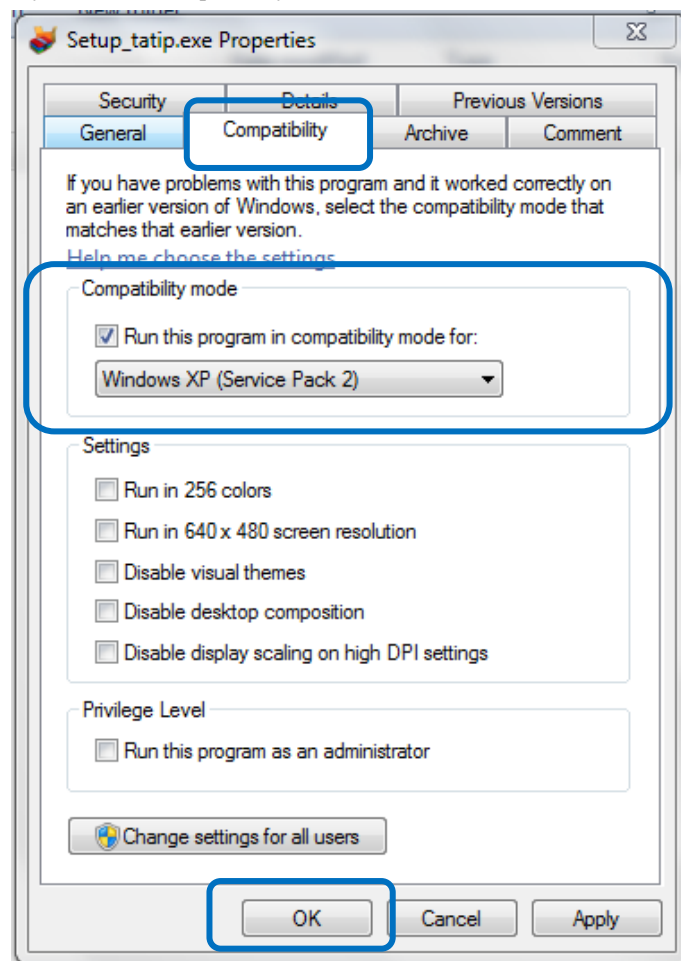 New folder
Setup_tatip.exe Properties
Security Details Previous Versions
General Compatibility Archive Comment
If you have problems with this program and it worked correctly on
an earlier version of Windows, select the compatibility mode that
matches that earlier version.
Help me choose the settings
Compatibility mode
Run this program in compatibility mode for:
Windows XP (Service Pack 2)
Settings
Run in 256 colors
Run in 640 x 480 screen resolution
Disable visual themes
Disable desktop composition
Disable display scaling on high DPI settings
Privilege Level
Run this program as an administrator
Change settings for all users
OK Cancel Apply